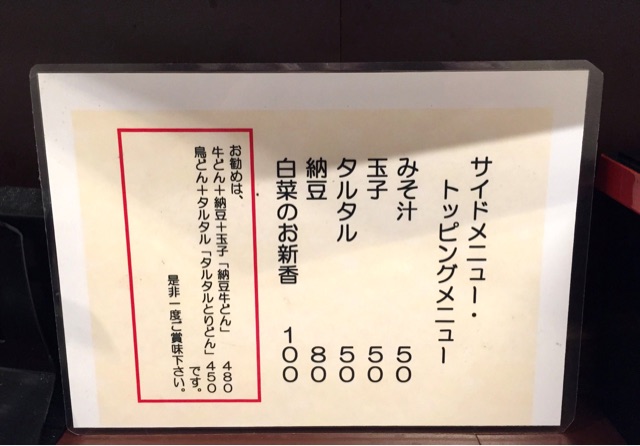 サイドメニュー・
トッピングメニュー
みそ汁 50
玉子 50
タルタル 50
納豆 80
白菜のお新香 100
お勧めは、
牛どん+納豆+玉子「納豆牛どん」 480
鳥どん+タルタル「タルタルとりどん」450
です。
是非一度ご賞味下さい。